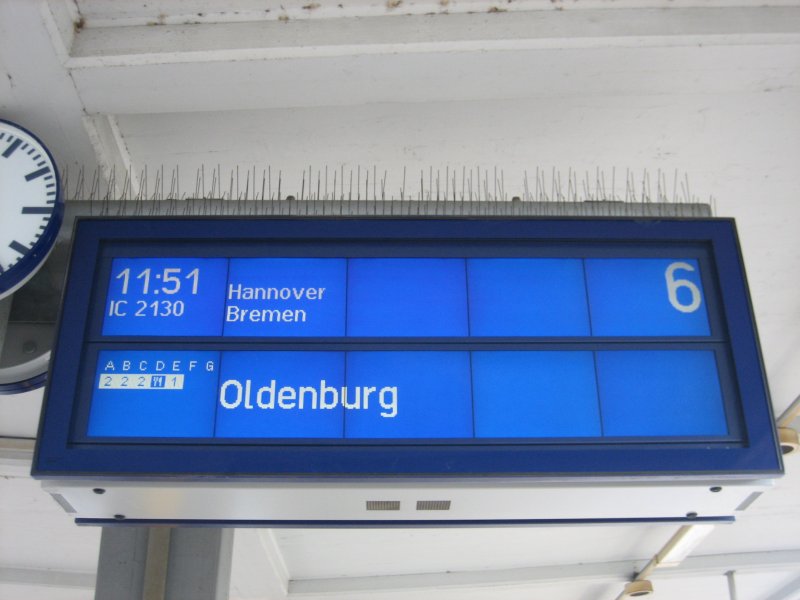 11:51
IC 2130
Hannover
Bremen
6
A B C D E F G
2 2 2 1
Oldenburg